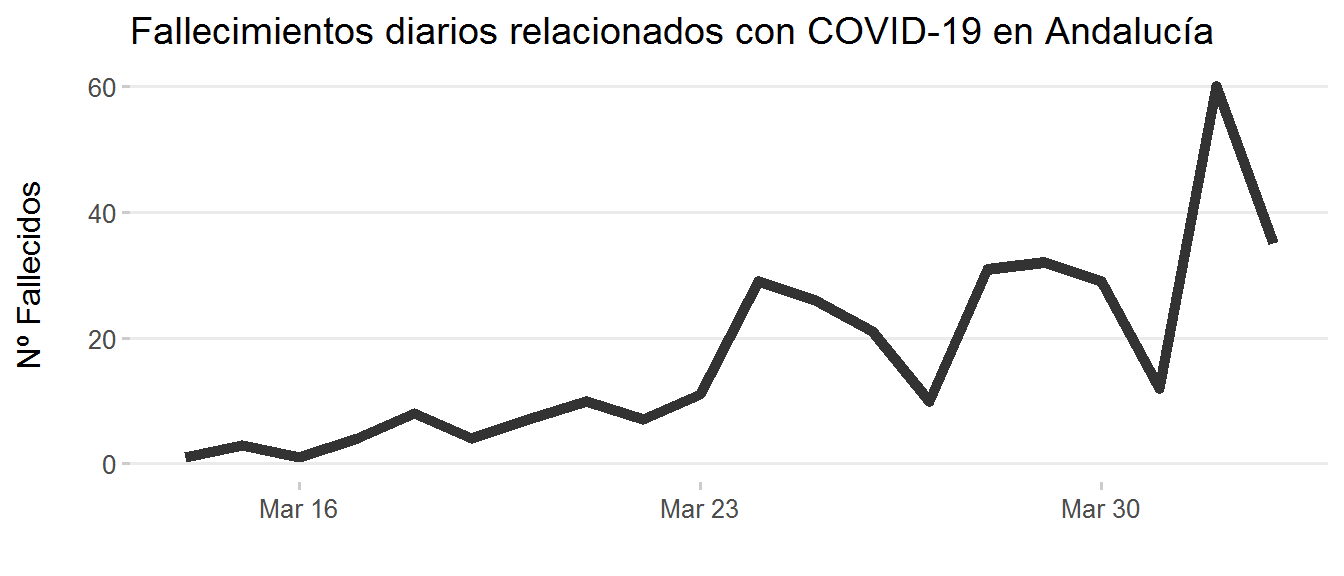 Fallecimientos diarios relacionados con COVID-19 en Andalucía
60
40
20
0
Nº Fallecidos
Mar 16
Mar 23
Mar 30